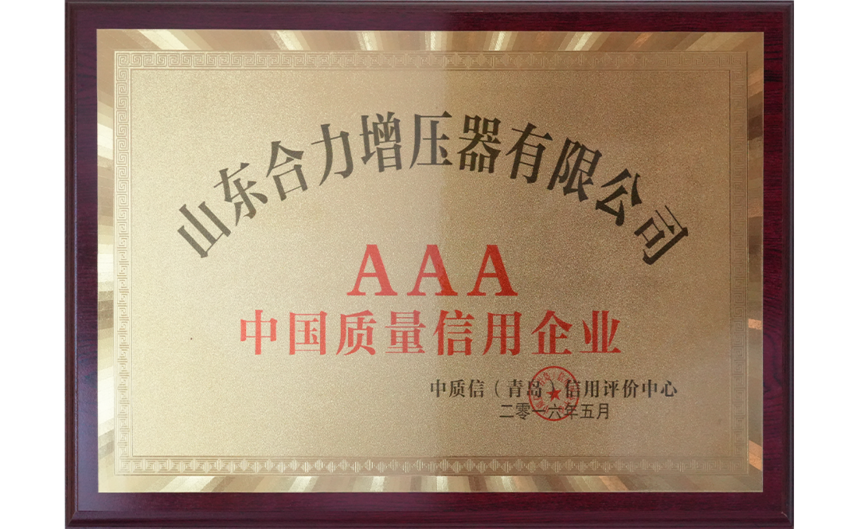 山东合力增压器有限公司
AAA
中国质量信用企业
中质信（青岛）信用评价中心
二零一六年五月